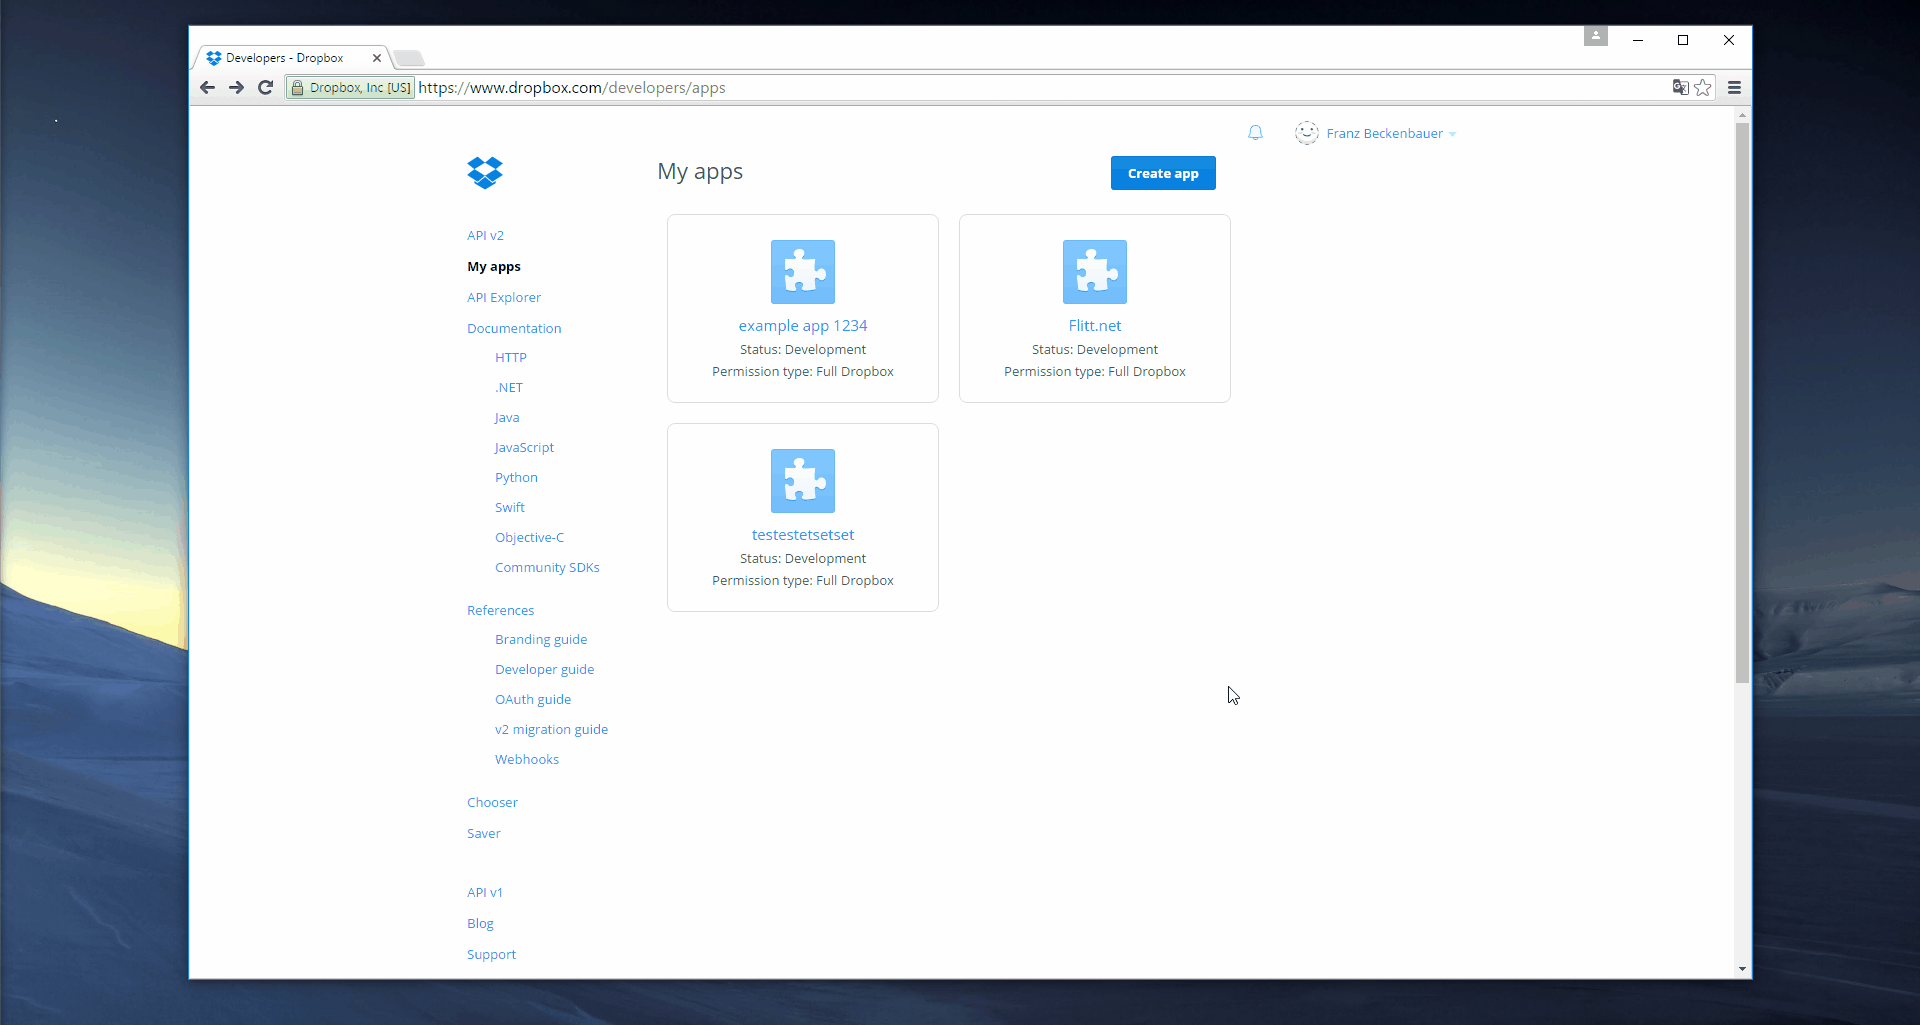 Developers - Dropbox
Dropbox, Inc [US] https://www.dropbox.com/developers/apps
Franz Beckenbauer
My apps
Create app
API v2
My apps
API Explorer
Documentation
HTTP
.NET
Java
JavaScript
Python
Swift
Objective-C
Community SDKs
References
Branding guide
Developer guide
OAuth guide
v2 migration guide
Webhooks
Chooser
Saver
API v1
Blog
Support
example app 1234
Status: Development
Permission type: Full Dropbox
Flitt.net
Status: Development
Permission type: Full Dropbox
testestetsetset
Status: Development
Permission type: Full Dropbox